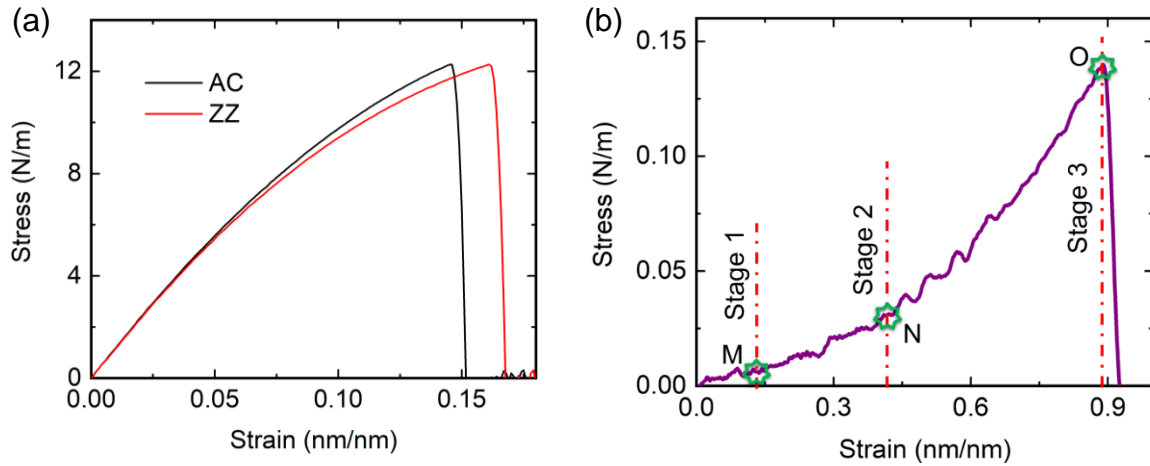 (a)
AC
ZZ
12
8
4
0
0.00
0.05
0.10
0.15
Stress (N/m)
Strain (nm/nm)
(b)
0.15
0.10
0.05
0.00
0.0
0.3
0.6
0.9
Stress (N/m)
Strain (nm/nm)
Stage 1
Stage 2
Stage 3
M
N
O